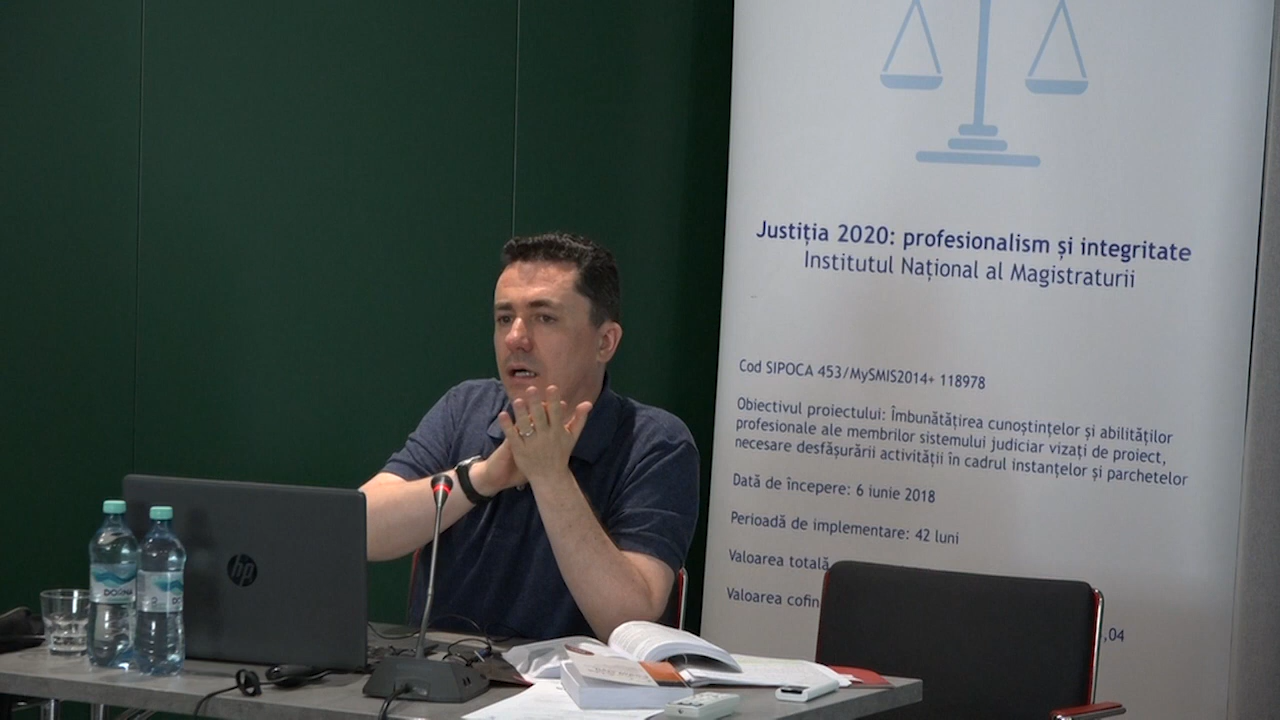 Justiția 2020: profesionalism și integritate
Institutul Național al Magistraturii
Cod SIPOCA 453/MySMIS2014+ 118978
Obiectivul proiectului: Îmbunătățirea cunoștințelor și abilităților
profesionale ale membrilor sistemului judiciar vizați de proiect,
necesare desfășurării activității în cadrul instanțelor și parchetelor
Dată de începere: 6 iunie 2018
Perioadă de implementare: 42 luni
Valoarea totală
Valoarea cofin
,04
hp
DORNA